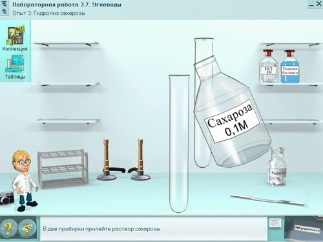 Лабораторная работа 3.7. Углеводы
Опыт 3: Гидролиз сахарозы.
Коллекция
Таблицы
Сахароза
0,1М
В две пробирки прилейте раствор сахарозы.